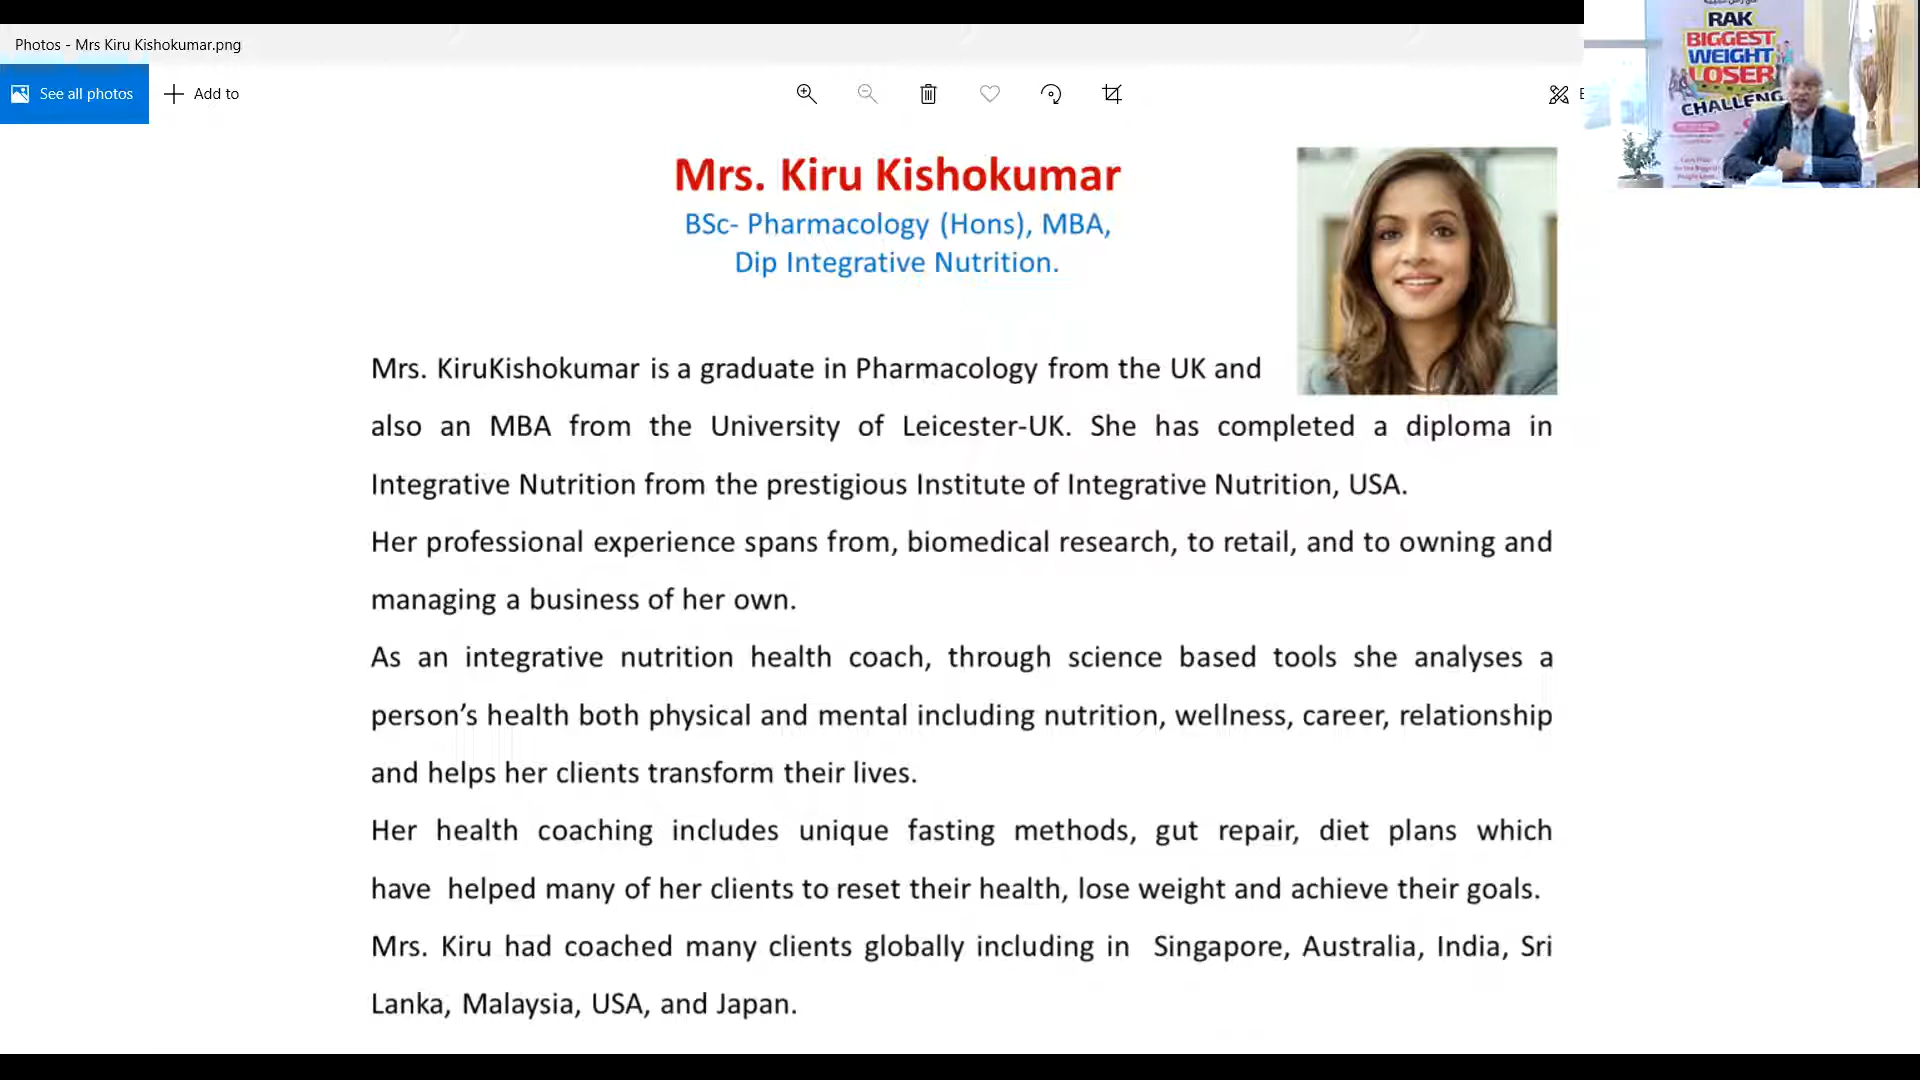 Photos - Mrs Kiru Kishokumar.png
See all photos
Add to
RAK
BIGGEST
WEIGHT
LOSER
CHALLENG
Mrs. Kiru Kishokumar
BSc- Pharmacology (Hons), MBA,
Dip Integrative Nutrition.
Mrs. KiruKishokumar is a graduate in Pharmacology from the UK and
also an MBA from the University of Leicester-UK. She has completed a diploma in
Integrative Nutrition from the prestigious Institute of Integrative Nutrition, USA.
Her professional experience spans from, biomedical research, to retail, and to owning and
managing a business of her own.
As an integrative nutrition health coach, through science based tools she analyses a
person’s health both physical and mental including nutrition, wellness, career, relationship
and helps her clients transform their lives.
Her health coaching includes unique fasting methods, gut repair, diet plans which
have helped many of her clients to reset their health, lose weight and achieve their goals.
Mrs. Kiru had coached many clients globally including in Singapore, Australia, India, Sri
Lanka, Malaysia, USA, and Japan.